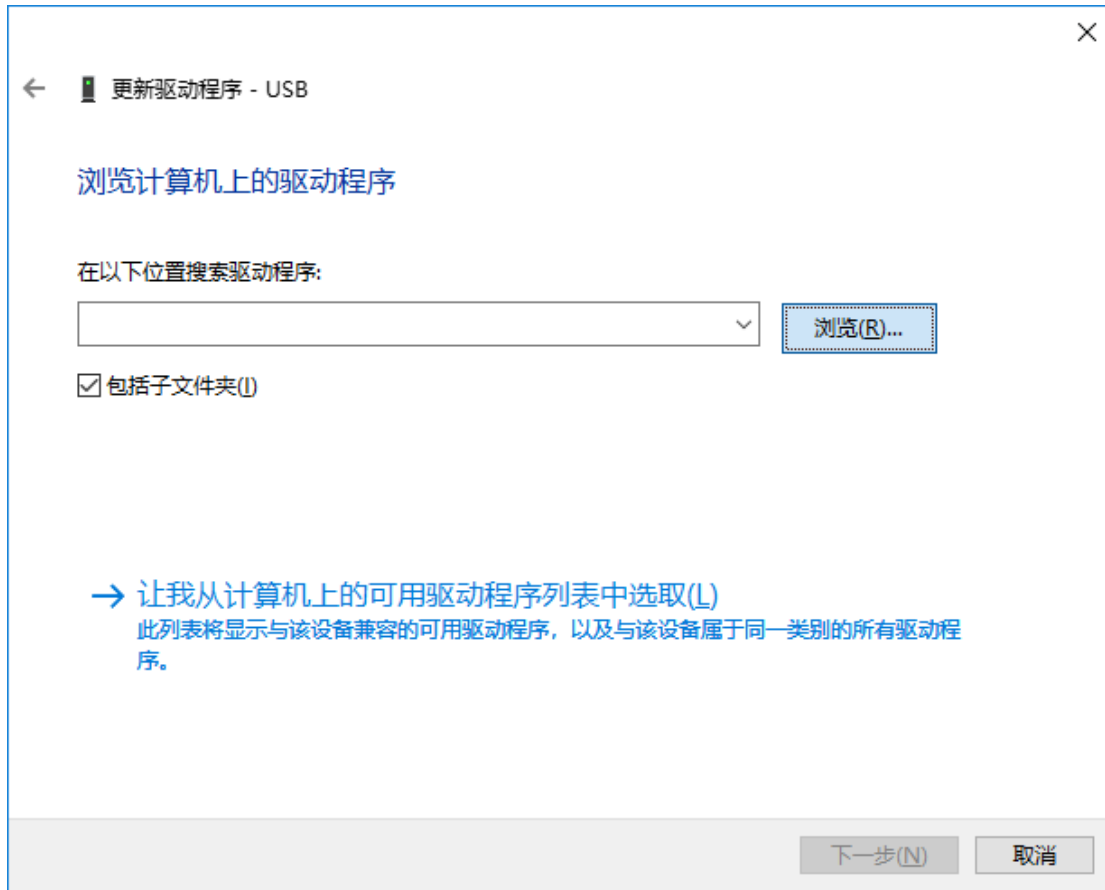 更新驱动程序 - USB
浏览计算机上的驱动程序
在以下位置搜索驱动程序:
浏览(R)...
包括子文件夹(I)
让我从计算机上的可用驱动程序列表中选取(L)
此列表将显示与该设备兼容的可用驱动程序，以及与该设备属于同一类别的所有驱动程
序。
下一步(N)
取消